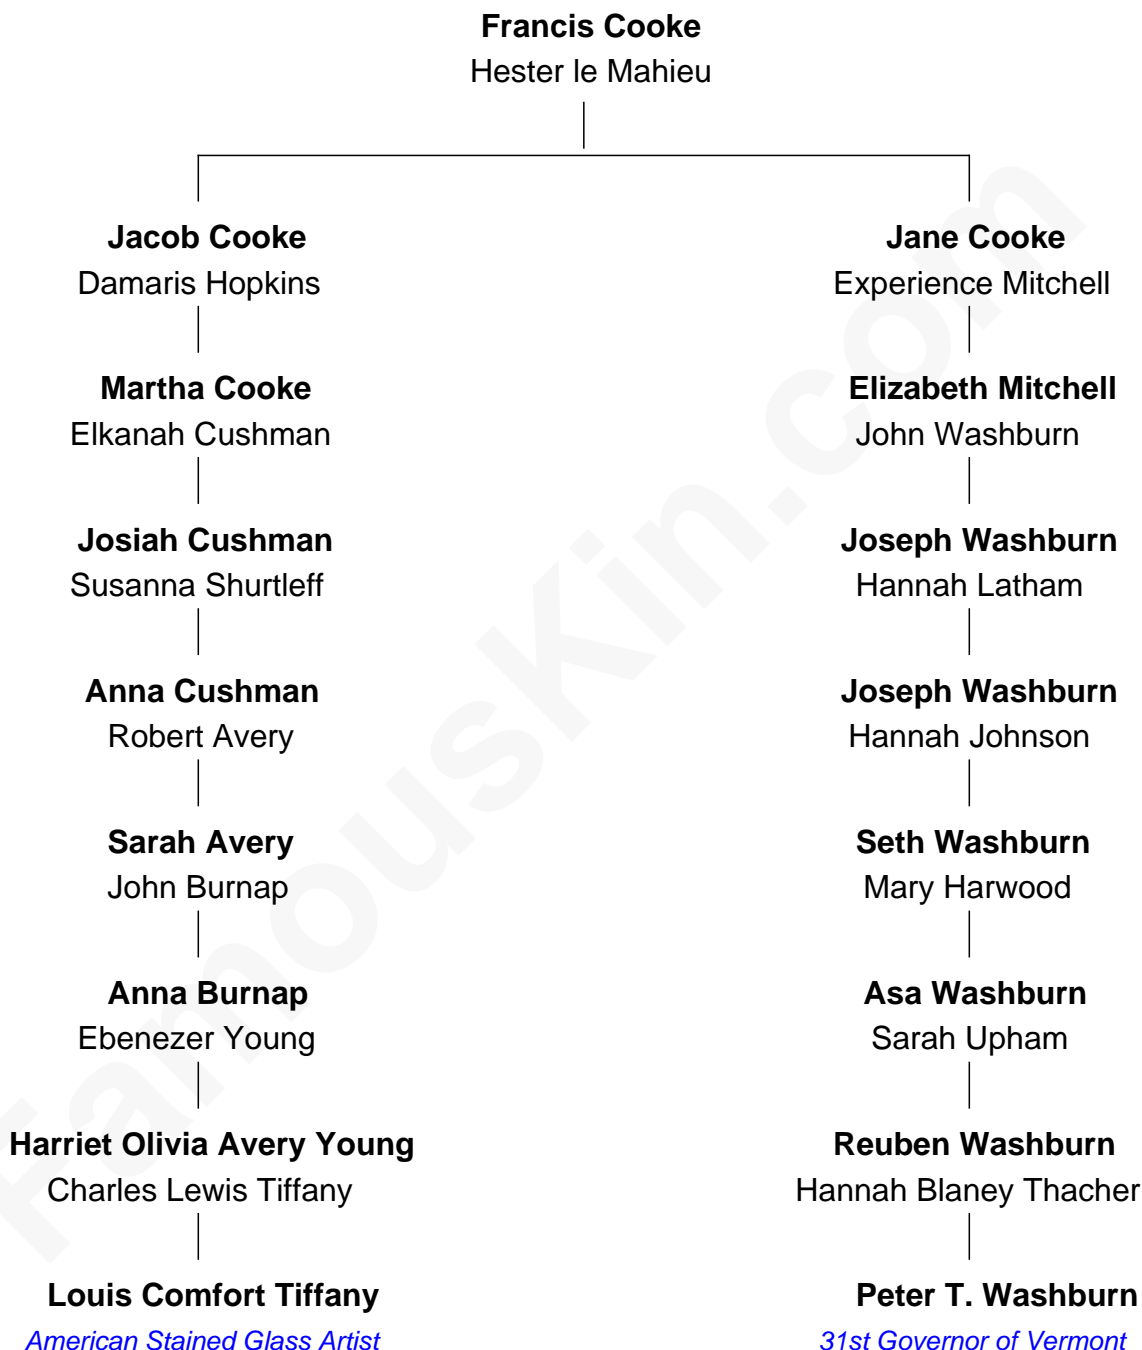 Francis Cooke
Hester le Mahieu
Jacob Cooke
Damaris Hopkins
Martha Cooke
Elkanah Cushman
Josiah Cushman
Susanna Shurtleff
Anna Cushman
Robert Avery
Sarah Avery
John Burnap
Anna Burnap
Ebenezer Young
Harriet Olivia Avery Young
Charles Lewis Tiffany
Louis Comfort Tiffany
American Stained Glass Artist
Jane Cooke
Experience Mitchell
Elizabeth Mitchell
John Washburn
Joseph Washburn
Hannah Latham
Joseph Washburn
Hannah Johnson
Seth Washburn
Mary Harwood
Asa Washburn
Sarah Upham
Reuben Washburn
Hannah Blaney Thacher
Peter T. Washburn
31st Governor of Vermont
FamousKin.com